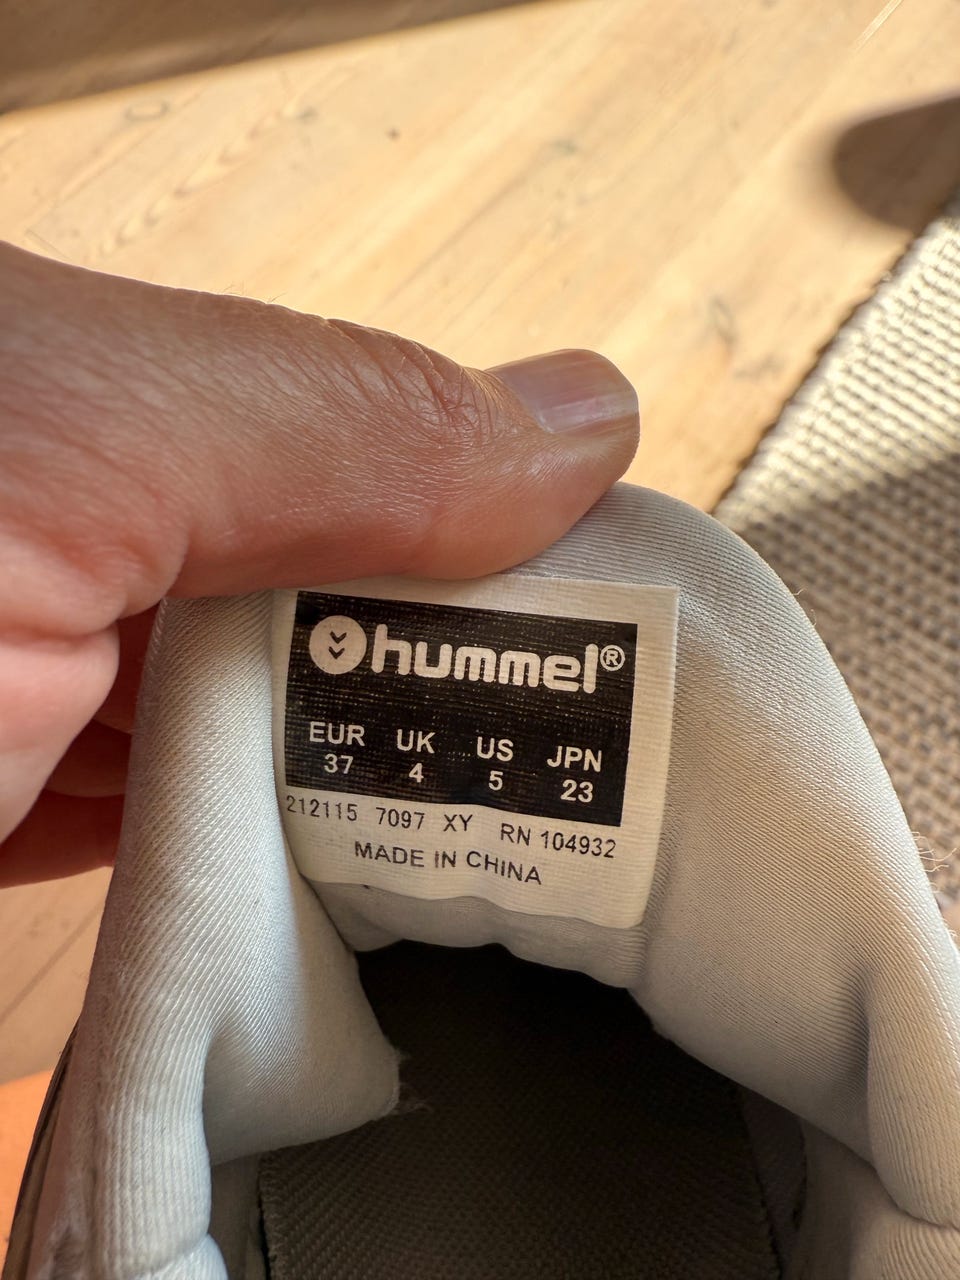 hummel®
EUR UK US JPN
37 4 5 23
212115 7097 XY RN 104932
MADE IN CHINA